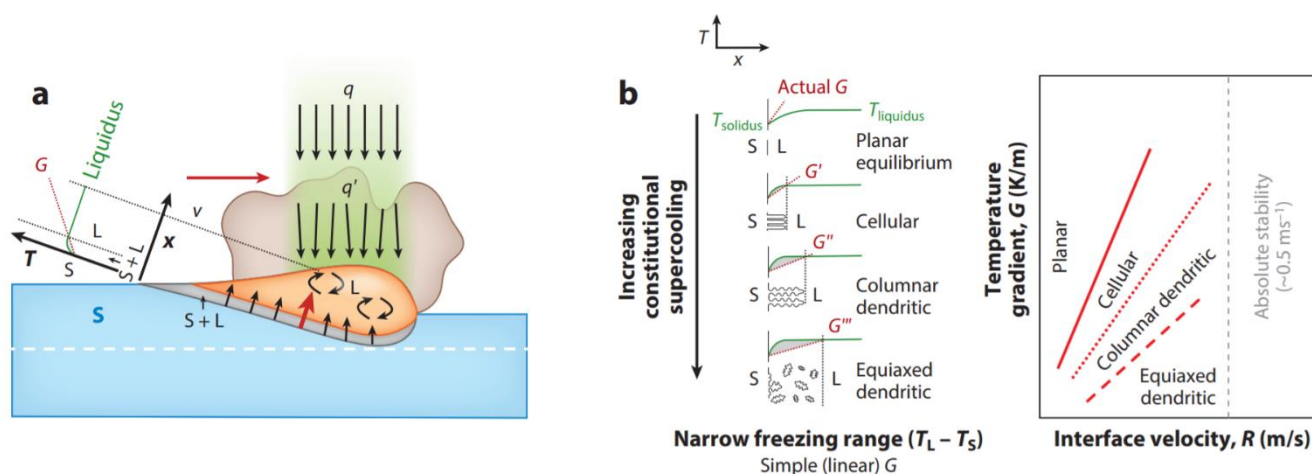 a
Liquidus
G
L
T
S
S + L
x
v
q
q'
L
S
S + L
b
T
x
Increasing
constitutional
supercooling
Actual G
T_solidus
T_liquidus
S
L
Planar
equilibrium
G'
S
L
Cellular
G''
S
L
Columnar
dendritic
G'''
S
L
Equiaxed
dendritic
Narrow freezing range (T_L – T_S)
Simple (linear) G
Temperature
gradient, G (K/m)
Planar
Cellular
Columnar dendritic
Equiaxed
dendritic
Absolute stability
(~0.5 ms⁻¹)
Interface velocity, R (m/s)